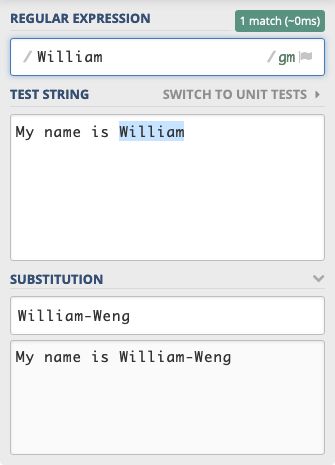 REGULAR EXPRESSION 1 match (~0ms)
/ William / gm
TEST STRING SWITCH TO UNIT TESTS
My name is William
SUBSTITUTION
William-Weng
My name is William-Weng